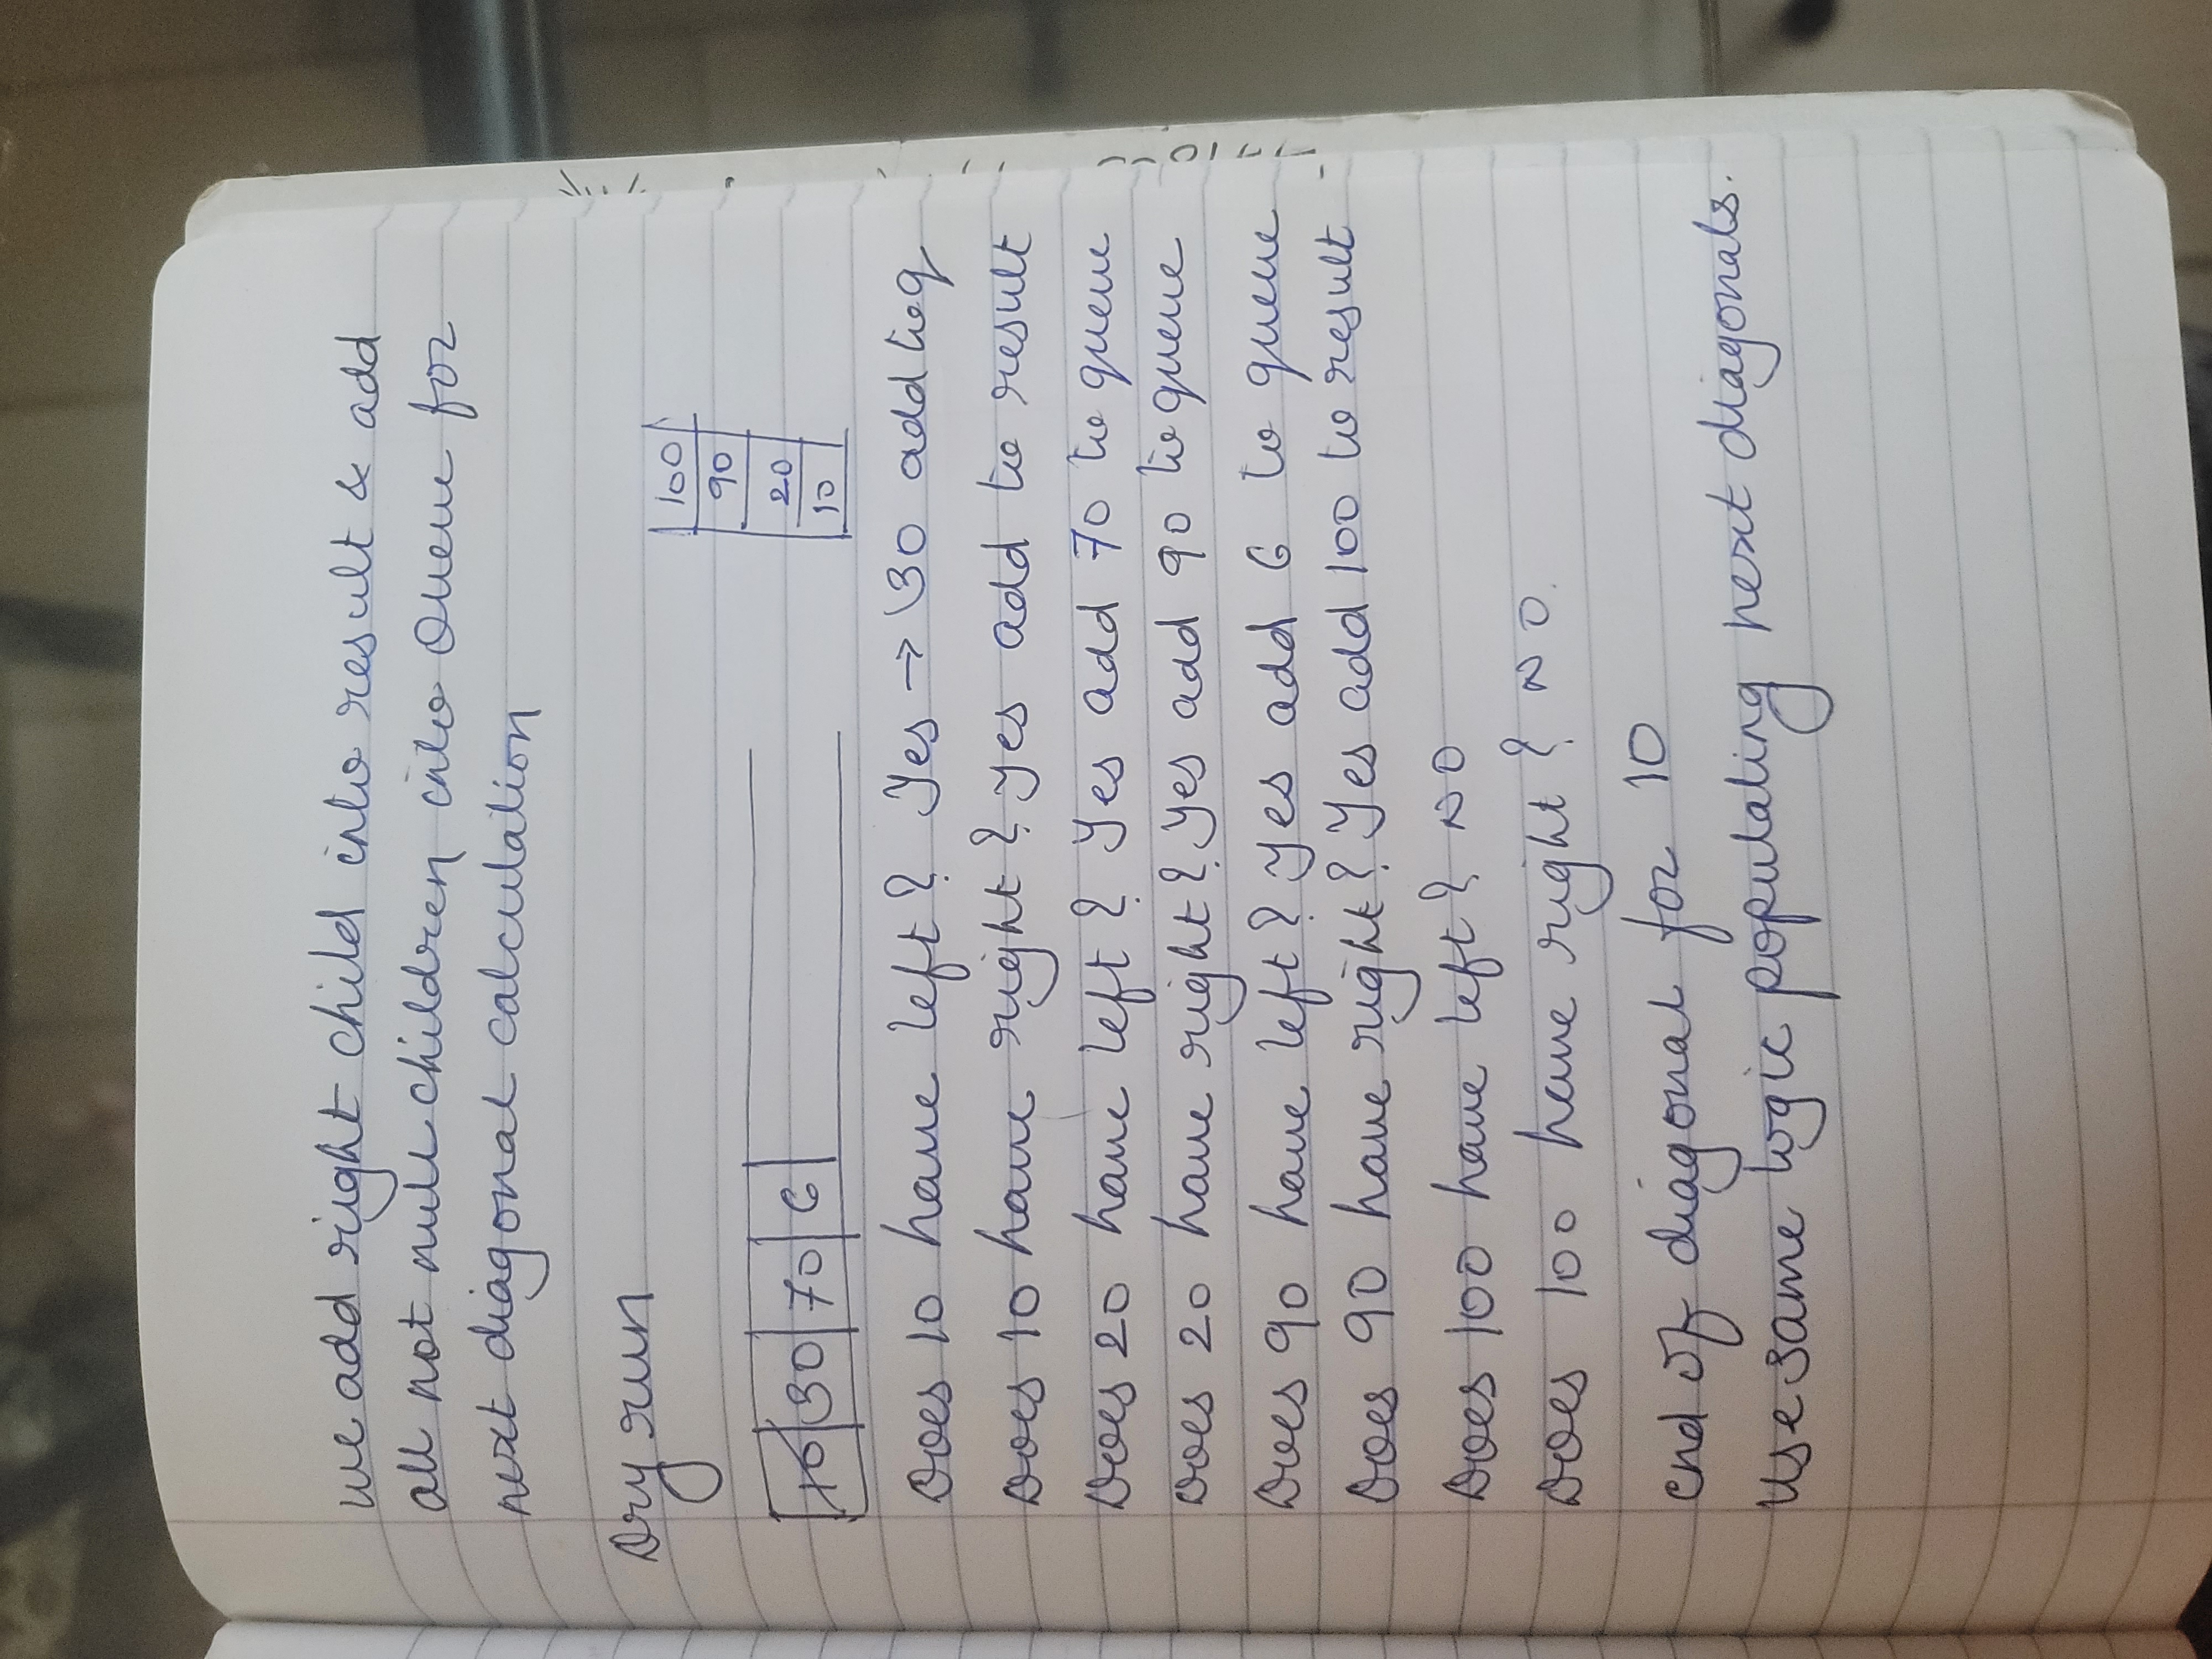 we add right child into result & add
all not null children into Queue for
next diagonal calculation
Dry run
100
90
20
10
10 30 70 6
Does 10 have left? Yes → 30 add to q
Does 10 have right? Yes add to result
Does 20 have left? Yes add 70 to queue
Does 20 have right? Yes add 90 to queue
Does 90 have left? Yes add 6 to queue
Does 90 have right? Yes add 100 to result
Does 100 have left? NO
Does 100 have right? NO.
end of diagonal for 10
Use same logic populating next diagonals.